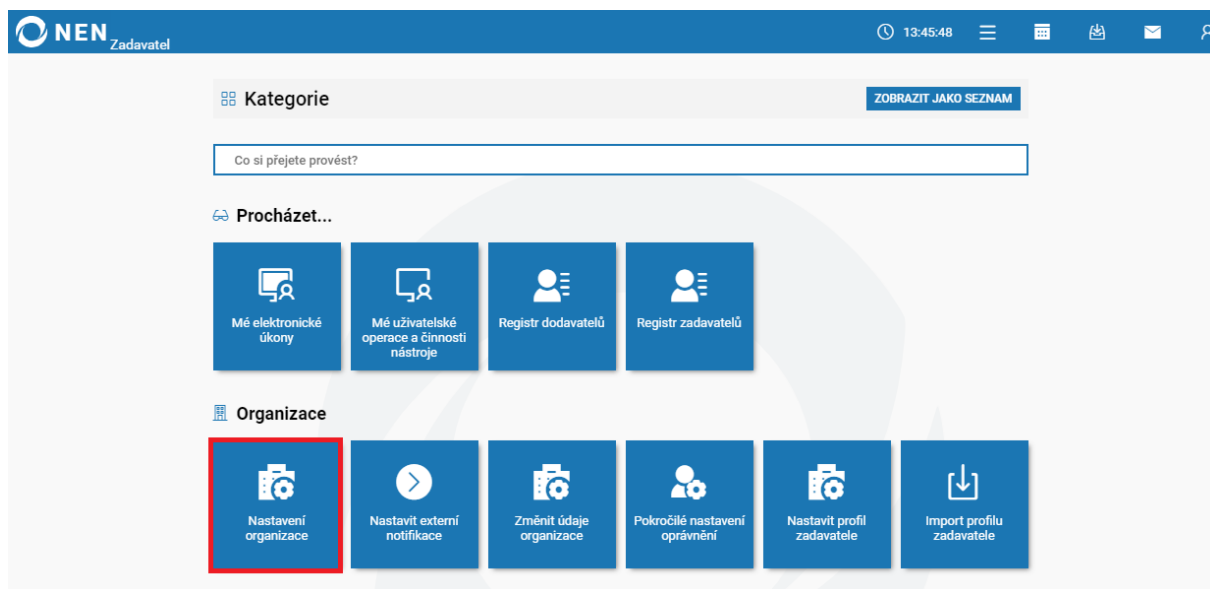 NEN Zadavatel
13:45:48
Kategorie
ZOBRAZIT JAKO SEZNAM
Co si přejete provést?
Procházet...
Mé elektronické
úkony
Mé uživatelské
operace a činnosti
nástroje
Registr dodavatelů
Registr zadavatelů
Organizace
Nastavení
organizace
Nastavit externí
notifikace
Změnit údaje
organizace
Pokročilé nastavení
oprávnění
Nastavit profil
zadavatele
Import profilu
zadavatele